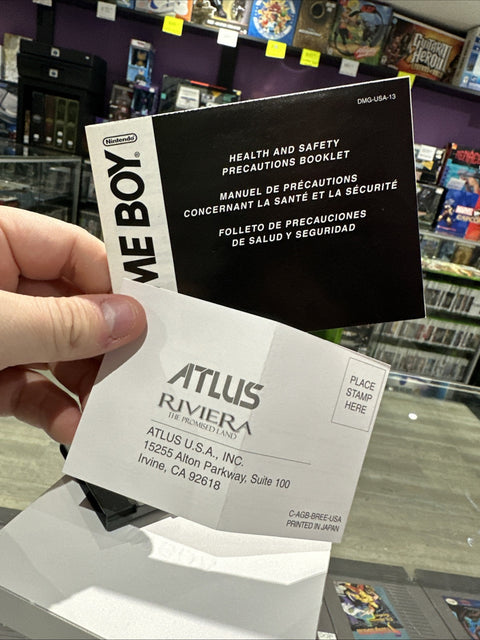 DMG-USA-13
Nintendo
ME BOY®
HEALTH AND SAFETY
PRECAUTIONS BOOKLET
MANUEL DE PRÉCAUTIONS
CONCERNANT LA SANTÉ ET LA SÉCURITÉ
FOLLETO DE PRECAUCIONES
DE SALUD Y SEGURIDAD
ATLUS
RIVIERA
THE PROMISED LAND
ATLUS U.S.A., INC.
15255 Alton Parkway, Suite 100
Irvine, CA 92618
PLACE
STAMP
HERE
C-AGB-BREE-USA
PRINTED IN JAPAN